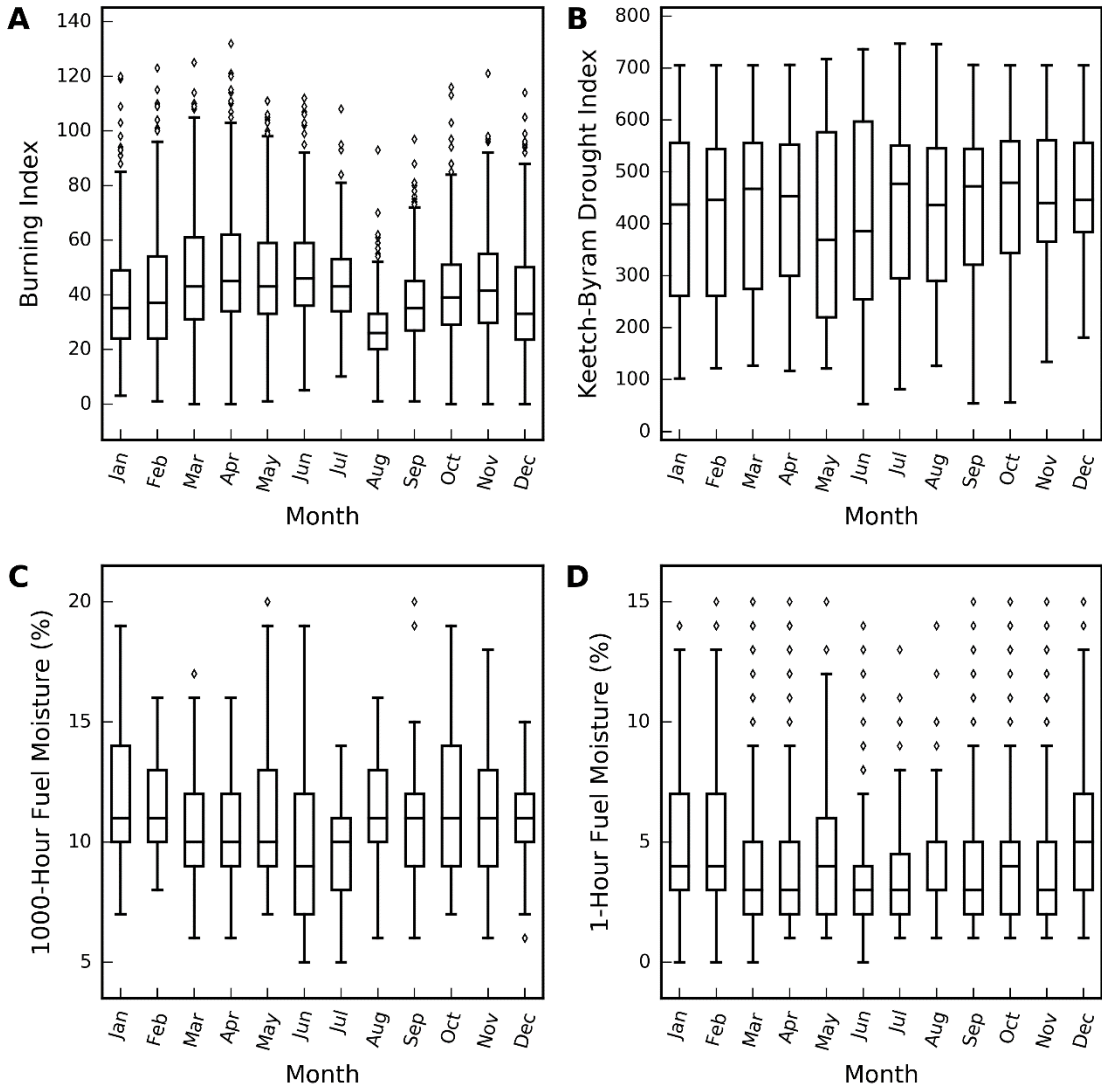 A
Burning Index
140
120
100
80
60
40
20
0
Jan Feb Mar Apr May Jun Jul Aug Sep Oct Nov Dec
Month
B
Keetch-Byram Drought Index
800
700
600
500
400
300
200
100
0
Jan Feb Mar Apr May Jun Jul Aug Sep Oct Nov Dec
Month
C
1000-Hour Fuel Moisture (%)
20
15
10
5
Jan Feb Mar Apr May Jun Jul Aug Sep Oct Nov Dec
Month
D
1-Hour Fuel Moisture (%)
15
10
5
0
Jan Feb Mar Apr May Jun Jul Aug Sep Oct Nov Dec
Month